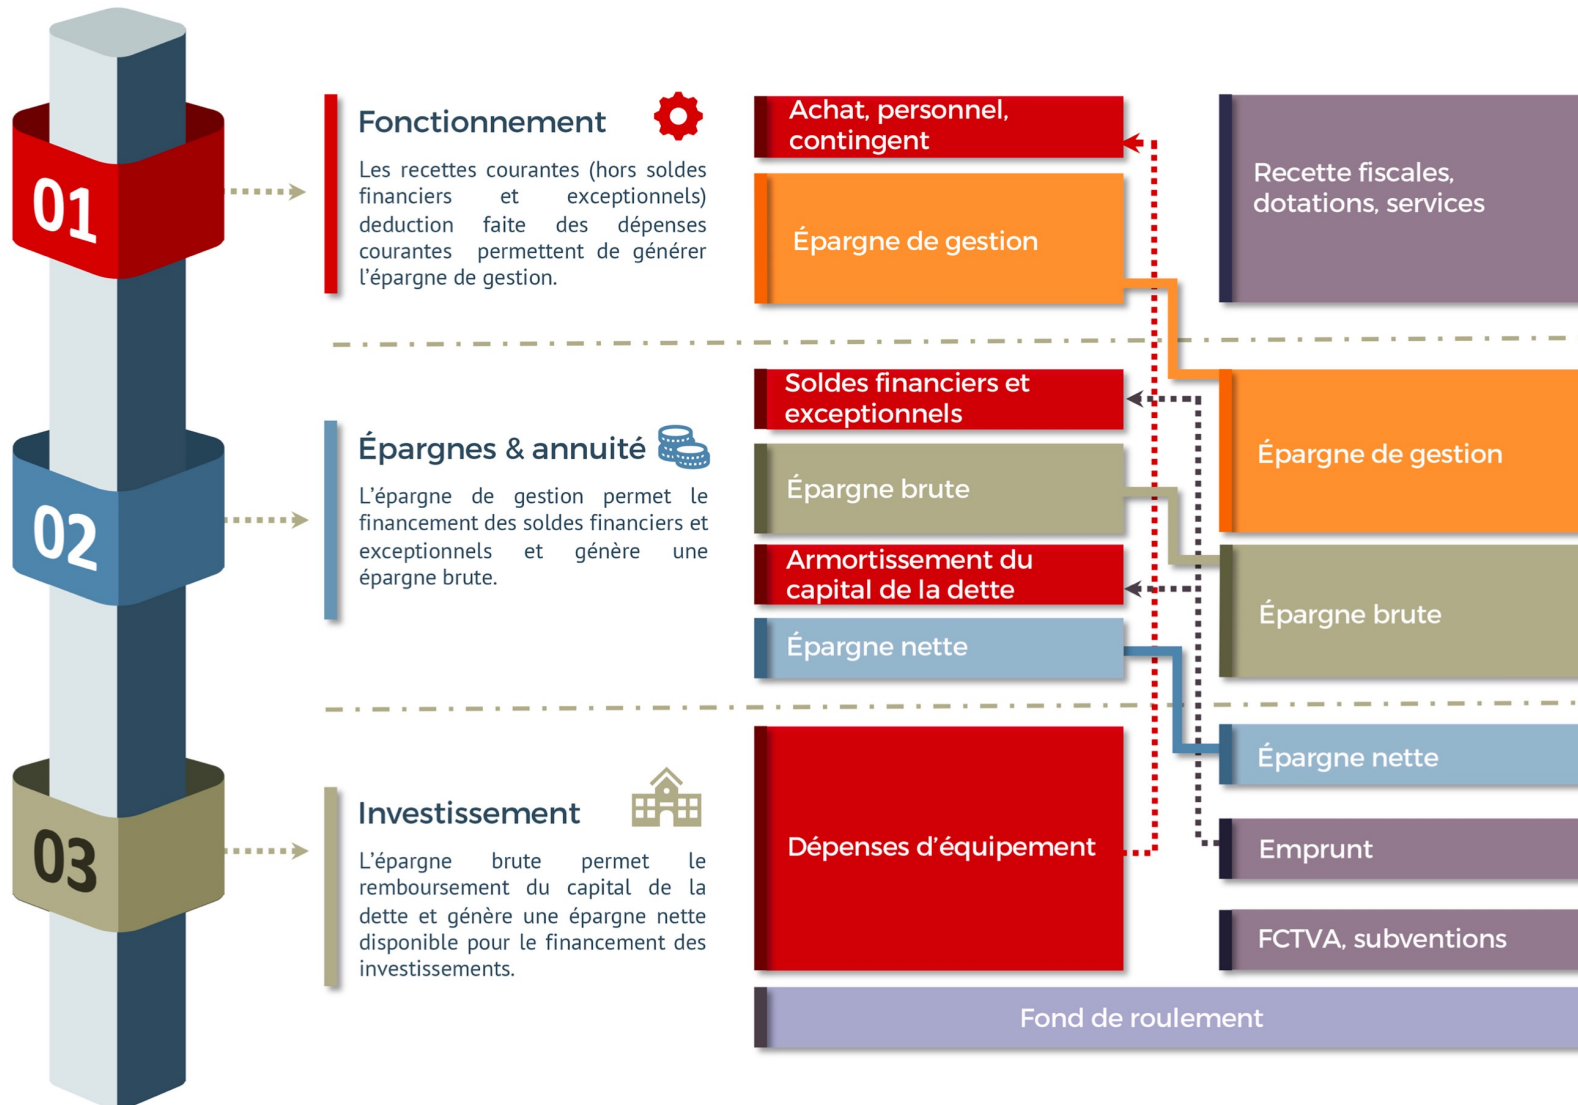 01
Fonctionnement
Les recettes courantes (hors soldes
financiers et exceptionnels)
deduction faite des dépenses
courantes permettent de générer
l'épargne de gestion.
Achat, personnel,
contingent
Épargne de gestion
Recette fiscales,
dotations, services
02
Épargnes & annuité
L'épargne de gestion permet le
financement des soldes financiers et
exceptionnels et génère une
épargne brute.
Soldes financiers et
exceptionnels
Épargne brute
Armortissement du
capital de la dette
Épargne nette
Épargne de gestion
Épargne brute
03
Investissement
L'épargne brute permet le
remboursement du capital de la
dette et génère une épargne nette
disponible pour le financement des
investissements.
Dépenses d'équipement
Épargne nette
Emprunt
FCTVA, subventions
Fond de roulement